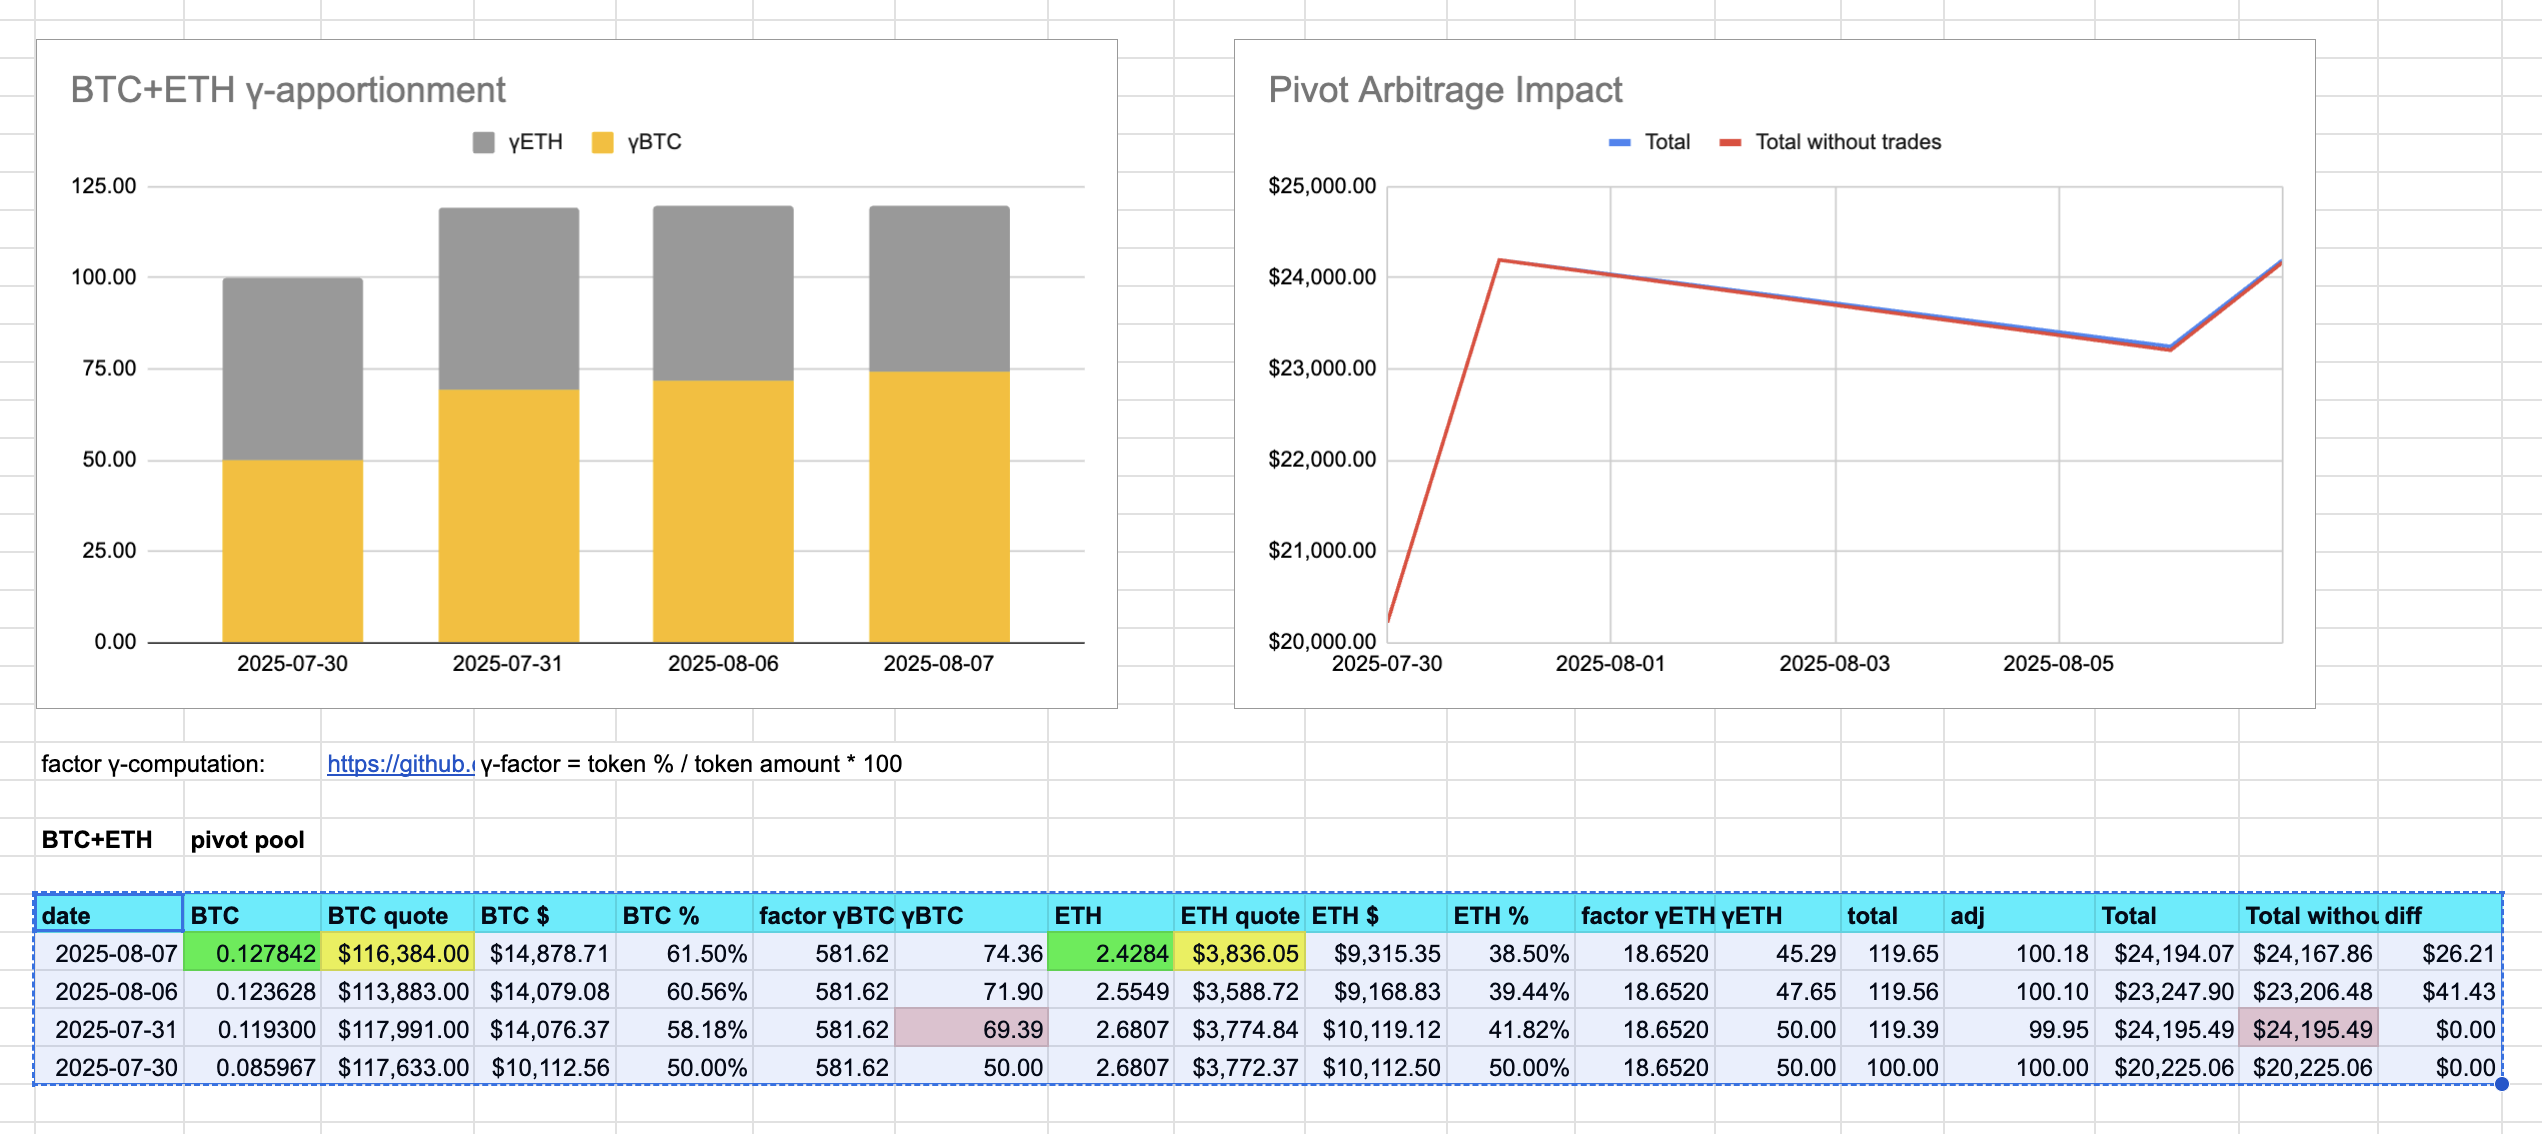 BTC+ETH γ-apportionment
γETH γBTC
125.00
100.00
75.00
50.00
25.00
0.00
2025-07-30 2025-07-31 2025-08-06 2025-08-07
Pivot Arbitrage Impact
Total Total without trades
$25,000.00
$24,000.00
$23,000.00
$22,000.00
$21,000.00
$20,000.00
2025-07-30 2025-08-01 2025-08-03 2025-08-05
factor γ-computation: https://github. γ-factor = token % / token amount * 100
BTC+ETH pivot pool
date BTC BTC quote BTC $ BTC % factor γBTC γBTC ETH ETH quote ETH $ ETH % factor γETH γETH total adj Total Total withou diff
2025-08-07 0.127842 $116,384.00 $14,878.71 61.50% 581.62 74.36 2.4284 $3,836.05 $9,315.35 38.50% 18.6520 45.29 119.65 100.18 $24,194.07 $24,167.86 $26.21
2025-08-06 0.123628 $113,883.00 $14,079.08 60.56% 581.62 71.90 2.5549 $3,588.72 $9,168.83 39.44% 18.6520 47.65 119.56 100.10 $23,247.90 $23,206.48 $41.43
2025-07-31 0.119300 $117,991.00 $14,076.37 58.18% 581.62 69.39 2.6807 $3,774.84 $10,119.12 41.82% 18.6520 50.00 119.39 99.95 $24,195.49 $24,195.49 $0.00
2025-07-30 0.085967 $117,633.00 $10,112.56 50.00% 581.62 50.00 2.6807 $3,772.37 $10,112.50 50.00% 18.6520 50.00 100.00 100.00 $20,225.06 $20,225.06 $0.00